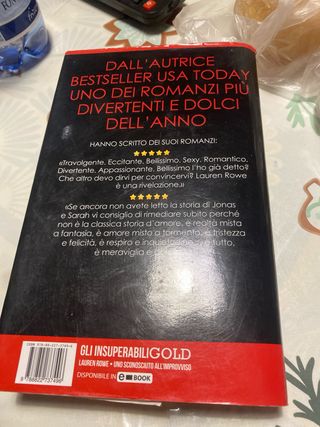 DALL'AUTRICE
BESTSELLER USA TODAY
UNO DEI ROMANZI PIÙ
DIVERTENTI E DOLCI
DELL'ANNO
HANNO SCRITTO DEI SUOI ROMANZI:
«Travolgente, Eccitante, Bellissimo, Sexy, Romantico,
Divertente, Appassionante. Bellissimo l'ho già detto?
Che altro devo dirvi per convincervi? Lauren Rowe
è una rivelazione.»
«Se ancora non avete letto la storia di Jonas
e Sarah vi consiglio di rimediare subito perché
non è la classica storia d'amore, è realtà mista
a fantasia, è amore misto a tormento, è tristezza
e felicità, è respiro e
è tutto,
è meraviglia e
GLI INSUPERABILIGOLD
LAUREN ROWE • UNO SCONOSCIUTO ALL'IMPROVVISO
DISPONIBILE IN e BOOK
9788822737496